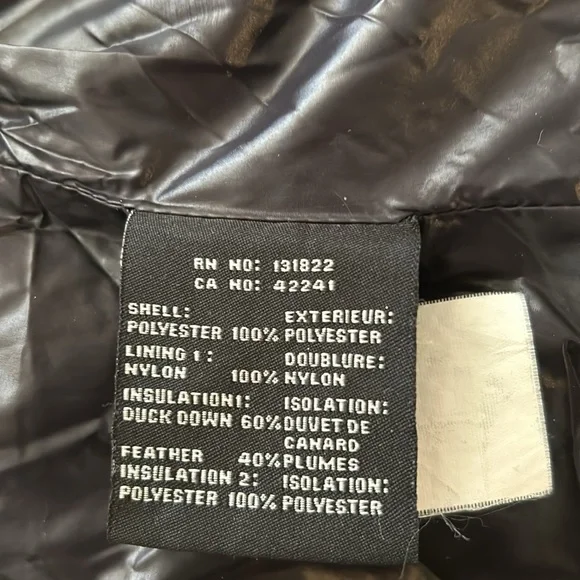 RN NO: 131822
CA NO: 42241
SHELL: EXTERIEUR:
POLYESTER 100% POLYESTER
LINING 1: DOUBLURE:
NYLON 100% NYLON
INSULATION1: ISOLATION:
DUCK DOWN 60% DUVET DE
CANARD
FEATHER 40% PLUMES
INSULATION 2: ISOLATION:
POLYESTER 100% POLYESTER